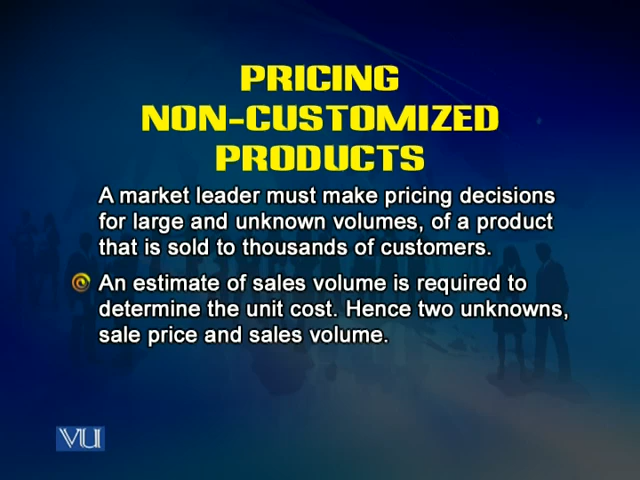 PRICING
NON-CUSTOMIZED
PRODUCTS
A market leader must make pricing decisions
for large and unknown volumes, of a product
that is sold to thousands of customers.
An estimate of sales volume is required to
determine the unit cost. Hence two unknowns,
sale price and sales volume.
VU